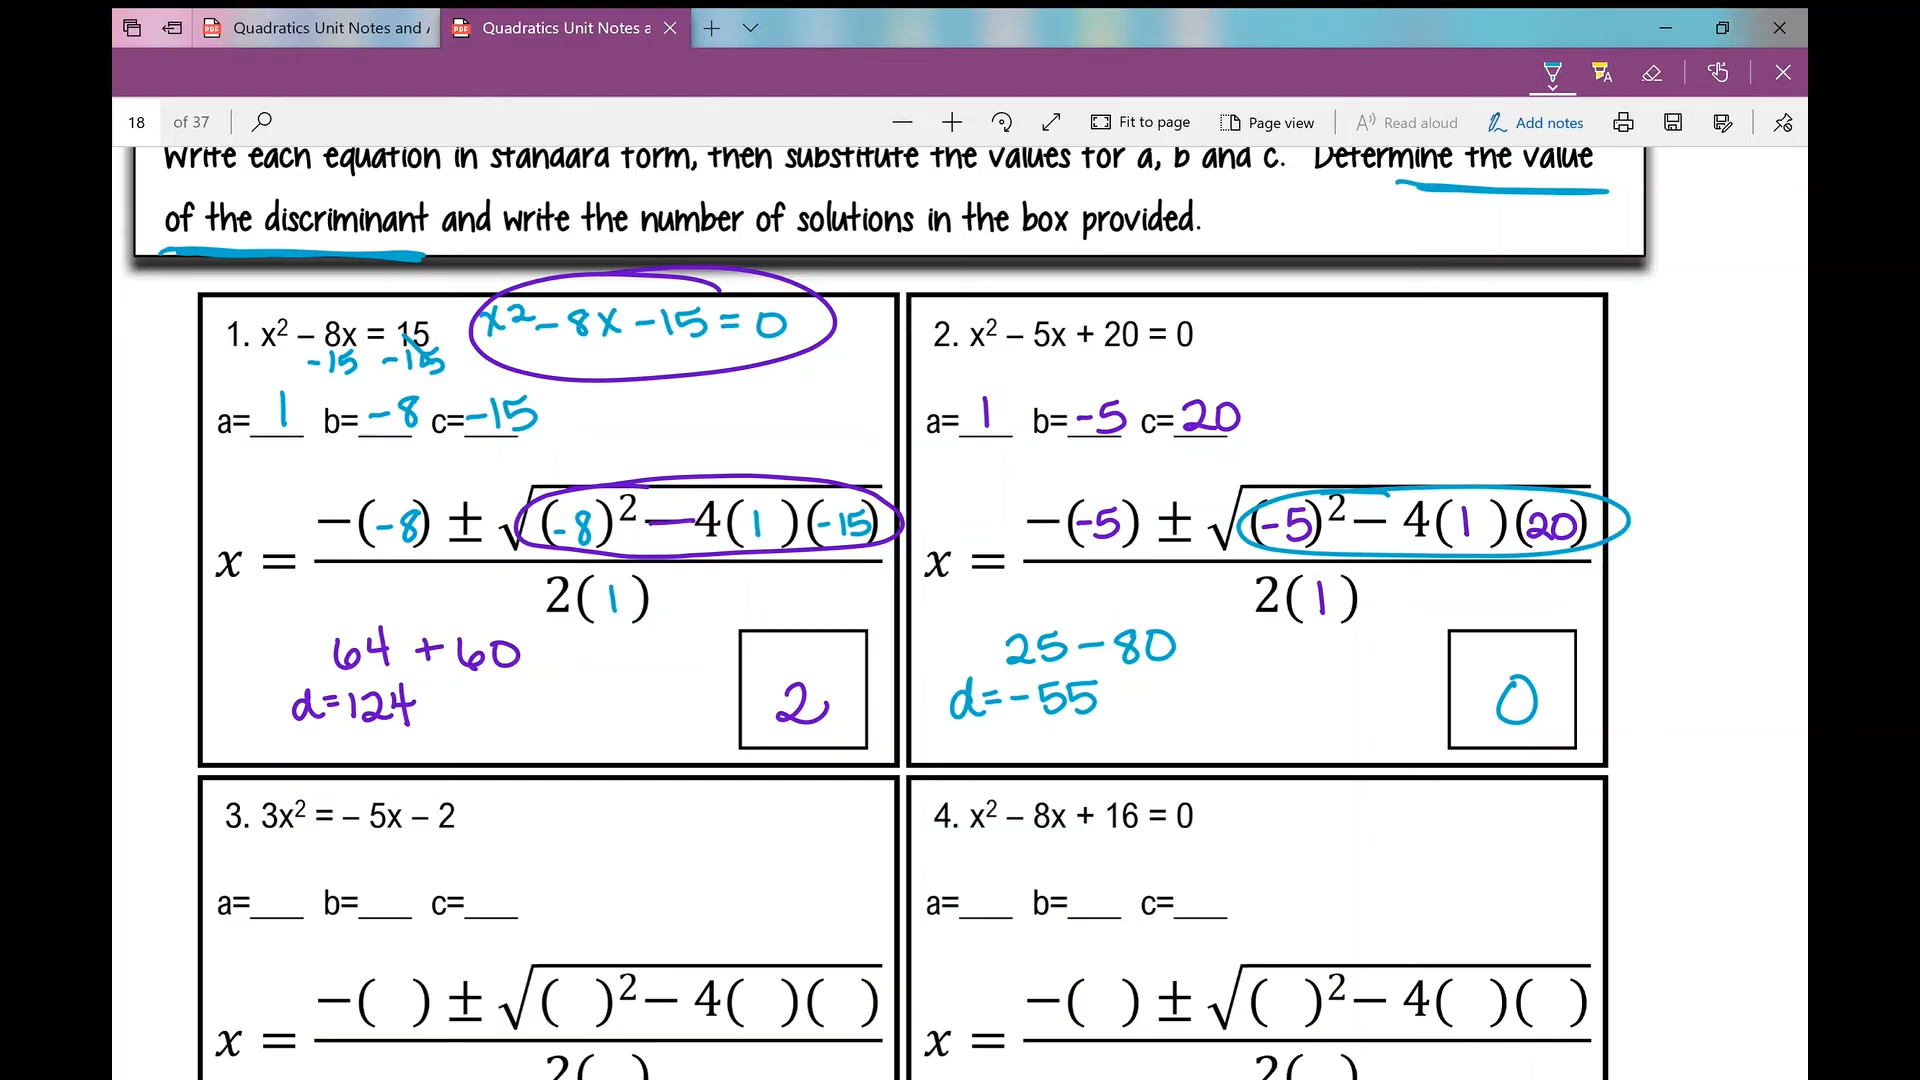 Quadratics Unit Notes and A
Quadratics Unit Notes a
18 of 37
Fit to page
Page view
Read aloud
Add notes
Write each equation in standard form, then substitute the values for a, b and c. Determine the value
of the discriminant and write the number of solutions in the box provided.
1. x² – 8x = 15
x² - 8x - 15 = 0
-15 -15
a= 1 b= -8 c= -15
x = −(-8) ± √(-8)² − 4(1)(-15)
2(1)
64 + 60
d=124
2
2. x² – 5x + 20 = 0
a= 1 b= -5 c= 20
x = −(-5) ± √(-5)² − 4(1)(20)
2(1)
25 - 80
d= -55
0
3. 3x² = – 5x – 2
a=___ b=___ c=___
x = −( ) ± √( )² − 4( )( )
2( )
4. x² – 8x + 16 = 0
a=___ b=___ c=___
x = −( ) ± √( )² − 4( )( )
2( )